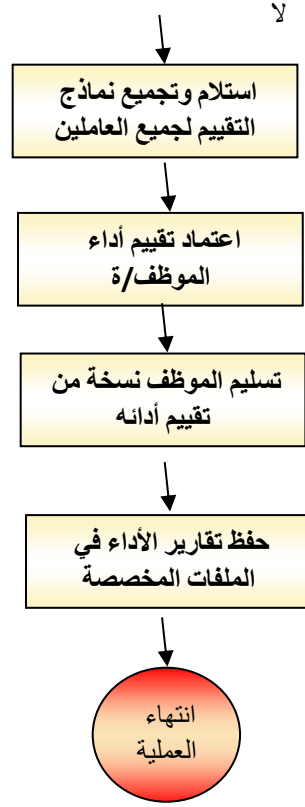 لا
استلام وتجميع نماذج
التقييم لجميع العاملين
اعتماد تقييم أداء
الموظف/ة
تسليم الموظف نسخة من
تقييم أدائه
حفظ تقارير الأداء في
الملفات المخصصة
انتهاء
العملية